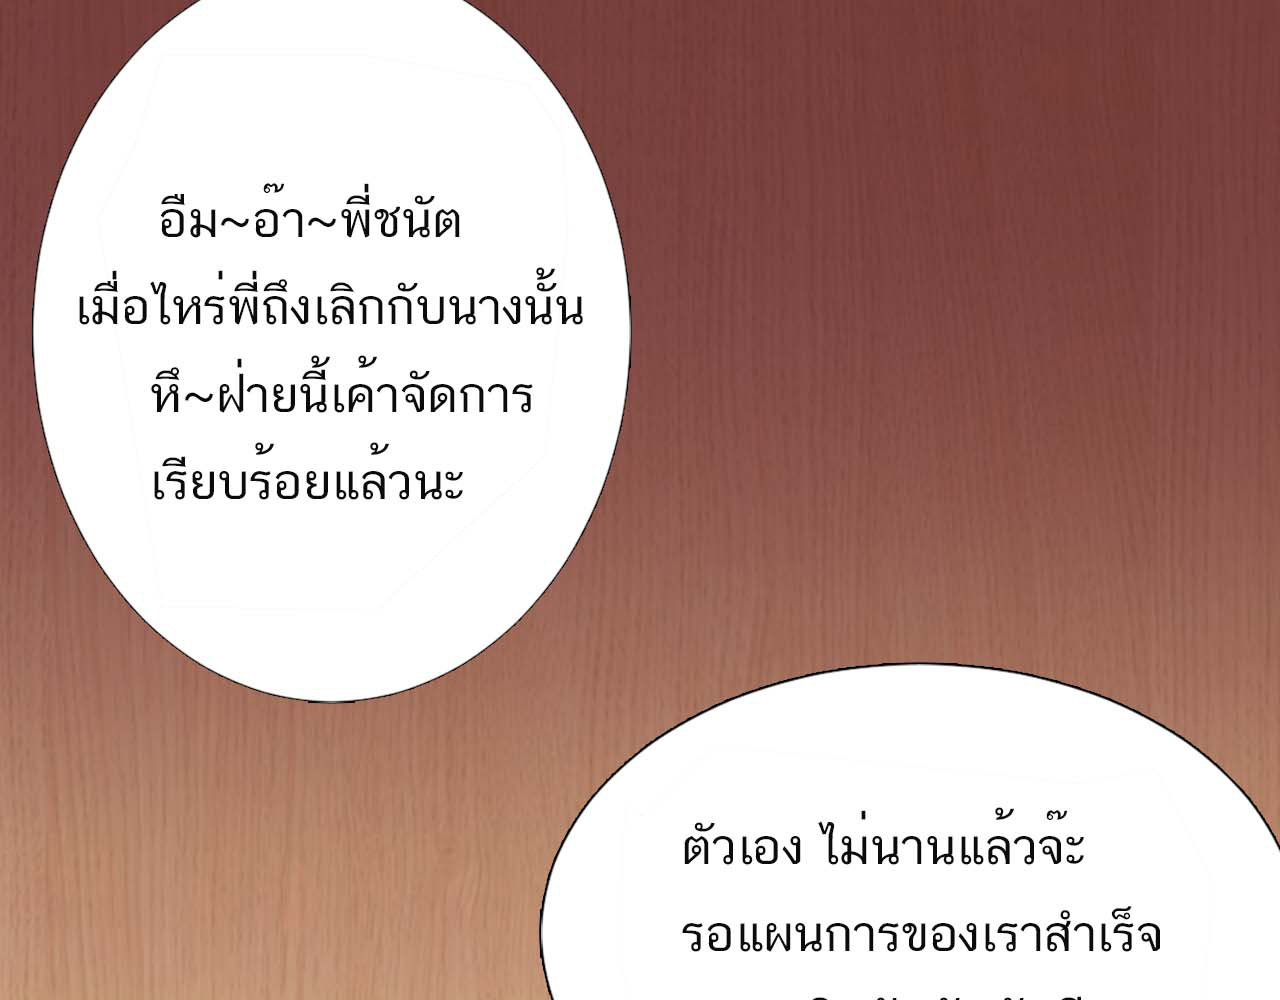 อืม~อ๊า~พี่ชนัต
เมื่อไหร่พี่ถึงเลิกกับนางนั้น
หึ~ฝ่ายนี้เค้าจัดการ
เรียบร้อยแล้วนะ
ตัวเอง ไม่นานแล้วจ๊ะ
รอแผนการของเราสำเร็จ